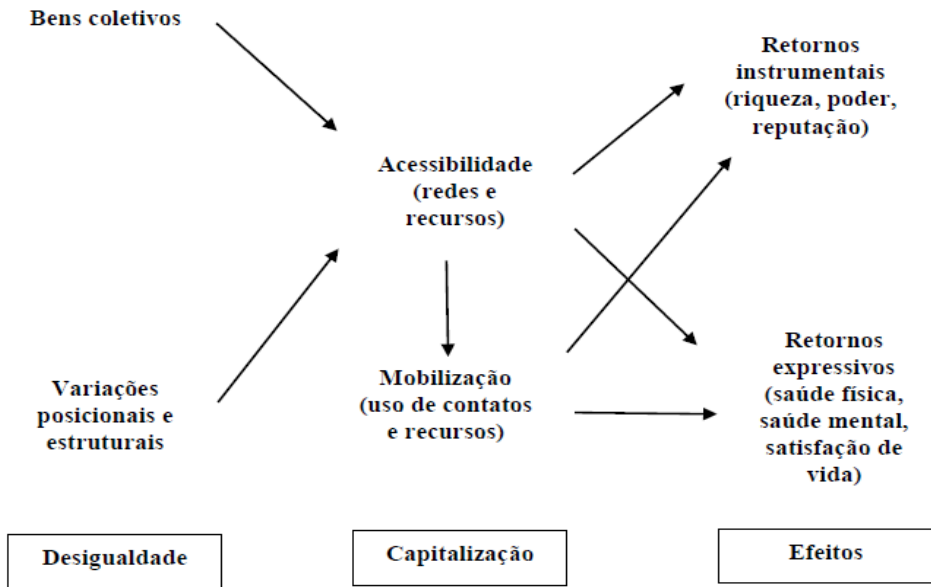 Bens coletivos
Retornos
instrumentais
(riqueza, poder,
reputação)
Acessibilidade
(redes e
recursos)
Variações
posicionais e
estruturais
Mobilização
(uso de contatos
e recursos)
Retornos
expressivos
(saúde física,
saúde mental,
satisfação de
vida)
Desigualdade
Capitalização
Efeitos